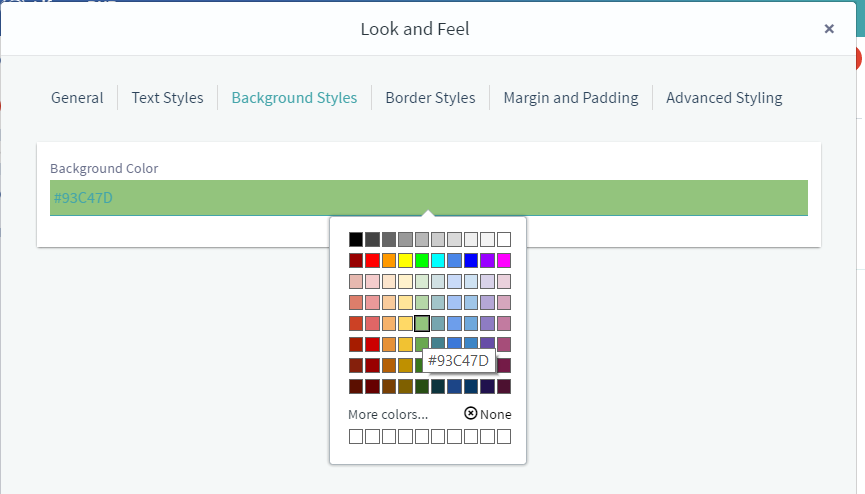 Look and Feel ×
General Text Styles Background Styles Border Styles Margin and Padding Advanced Styling
Background Color
#93C47D
#93C47D
More colors... None